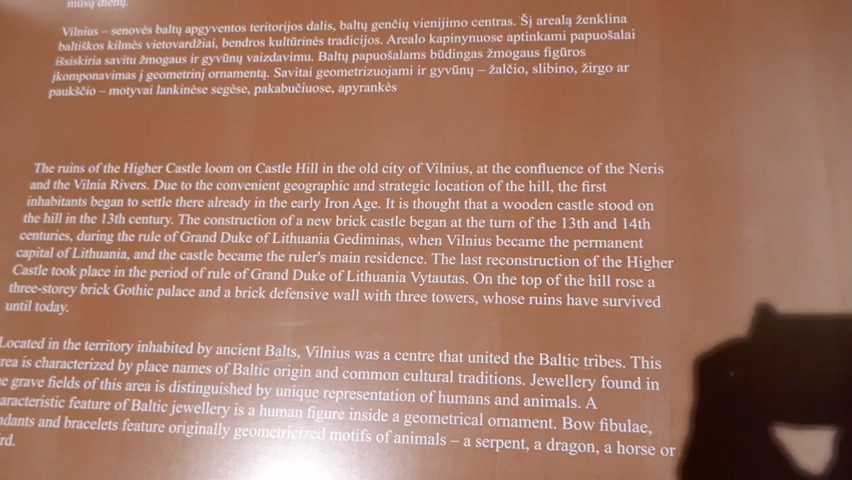 mūsų dienų.
Vilnius – senovės baltų apgyventos teritorijos dalis, baltų genčių vienijimo centras. Šį arealą ženklina
baltiškos kilmės vietovardžiai, bendros kultūrinės tradicijos. Arealo kapinynuose aptinkami papuošalai
išsiskiria savitu žmogaus ir gyvūnų vaizdavimu. Baltų papuošalams būdingas žmogaus figūros
įkomponavimas į geometrinį ornamentą. Savitai geometrizuojami ir gyvūnų – žalčio, slibino, žirgo ar
paukščio – motyvai lankinėse segėse, pakabučiuose, apyrankės
The ruins of the Higher Castle loom on Castle Hill in the old city of Vilnius, at the confluence of the Neris
and the Vilnia Rivers. Due to the convenient geographic and strategic location of the hill, the first
inhabitants began to settle there already in the early Iron Age. It is thought that a wooden castle stood on
the hill in the 13th century. The construction of a new brick castle began at the turn of the 13th and 14th
centuries, during the rule of Grand Duke of Lithuania Gediminas, when Vilnius became the permanent
capital of Lithuania, and the castle became the ruler's main residence. The last reconstruction of the Higher
Castle took place in the period of rule of Grand Duke of Lithuania Vytautas. On the top of the hill rose a
three-storey brick Gothic palace and a brick defensive wall with three towers, whose ruins have survived
until today.
Located in the territory inhabited by ancient Balts, Vilnius was a centre that united the Baltic tribes. This
rea is characterized by place names of Baltic origin and common cultural traditions. Jewellery found in
e grave fields of this area is distinguished by unique representation of humans and animals. A
aracteristic feature of Baltic jewellery is a human figure inside a geometrical ornament. Bow fibulae,
ndants and bracelets feature originally geometricized motifs of animals – a serpent, a dragon, a horse or
rd.